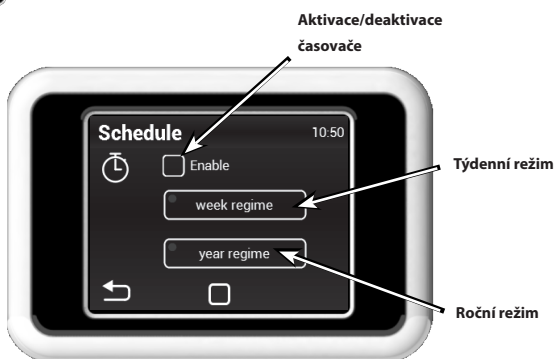 Aktivace/deaktivace
časovače
Schedule
10:50
Enable
week regime
Týdenní režim
year regime
Roční režim